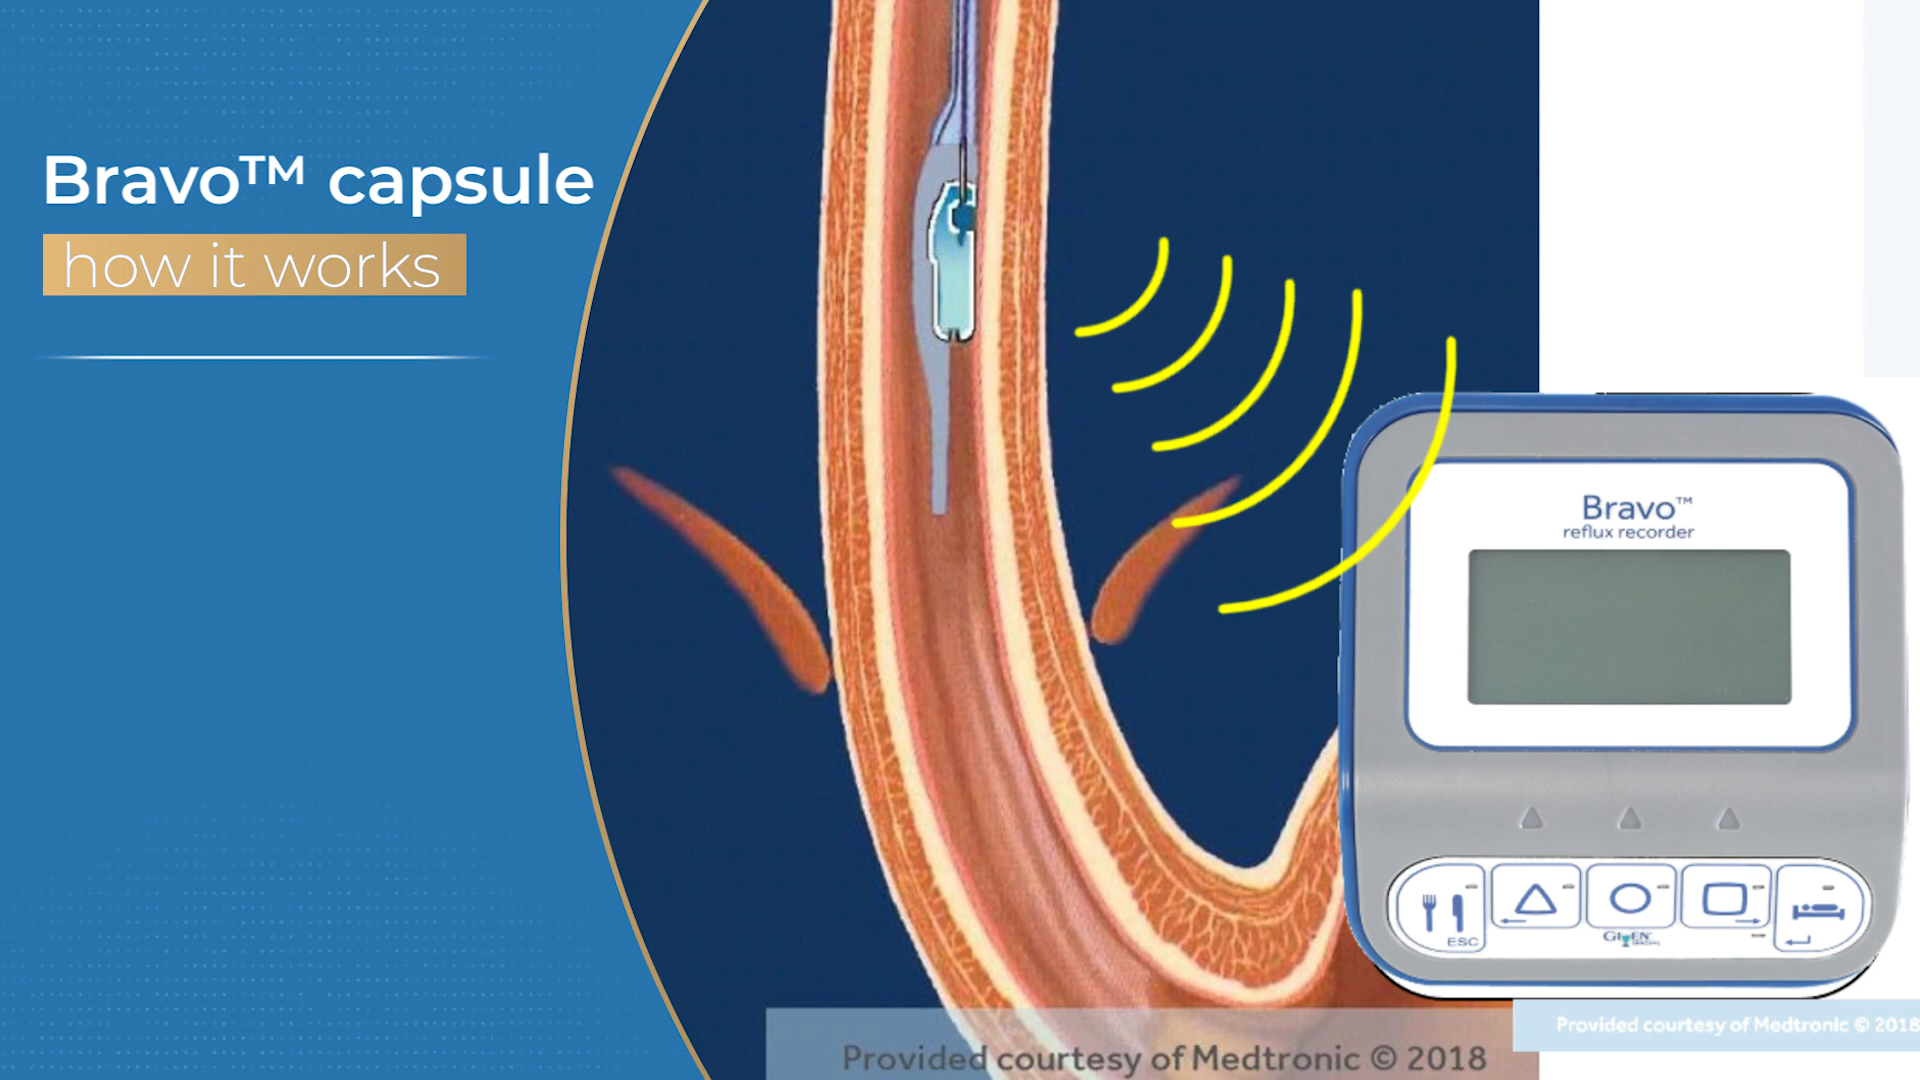 Bravo™ capsule
how it works
Bravo™
reflux recorder
ESC
GIVEN
Provided courtesy of Medtronic © 2018
Provided courtesy of Medtronic © 2018